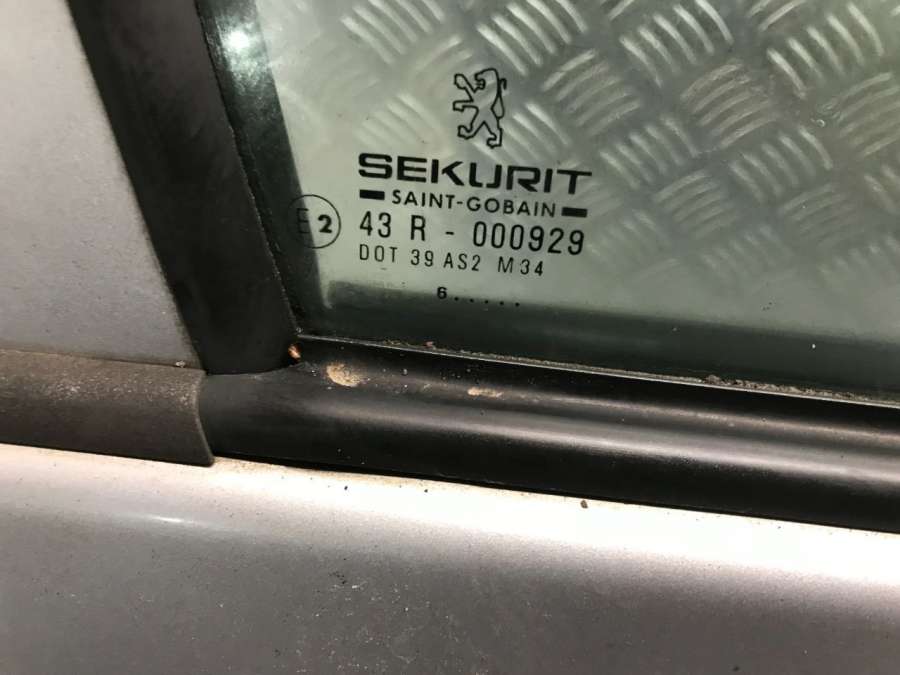 SEKURIT
SAINT-GOBAIN
E2 43 R - 000929
DOT 39 AS2 M34
6.....